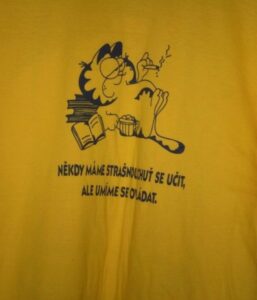 NĚKDY MÁME STRAŠNOU CHUŤ SE UČIT,
ALE UMÍME SE OVLÁDAT.